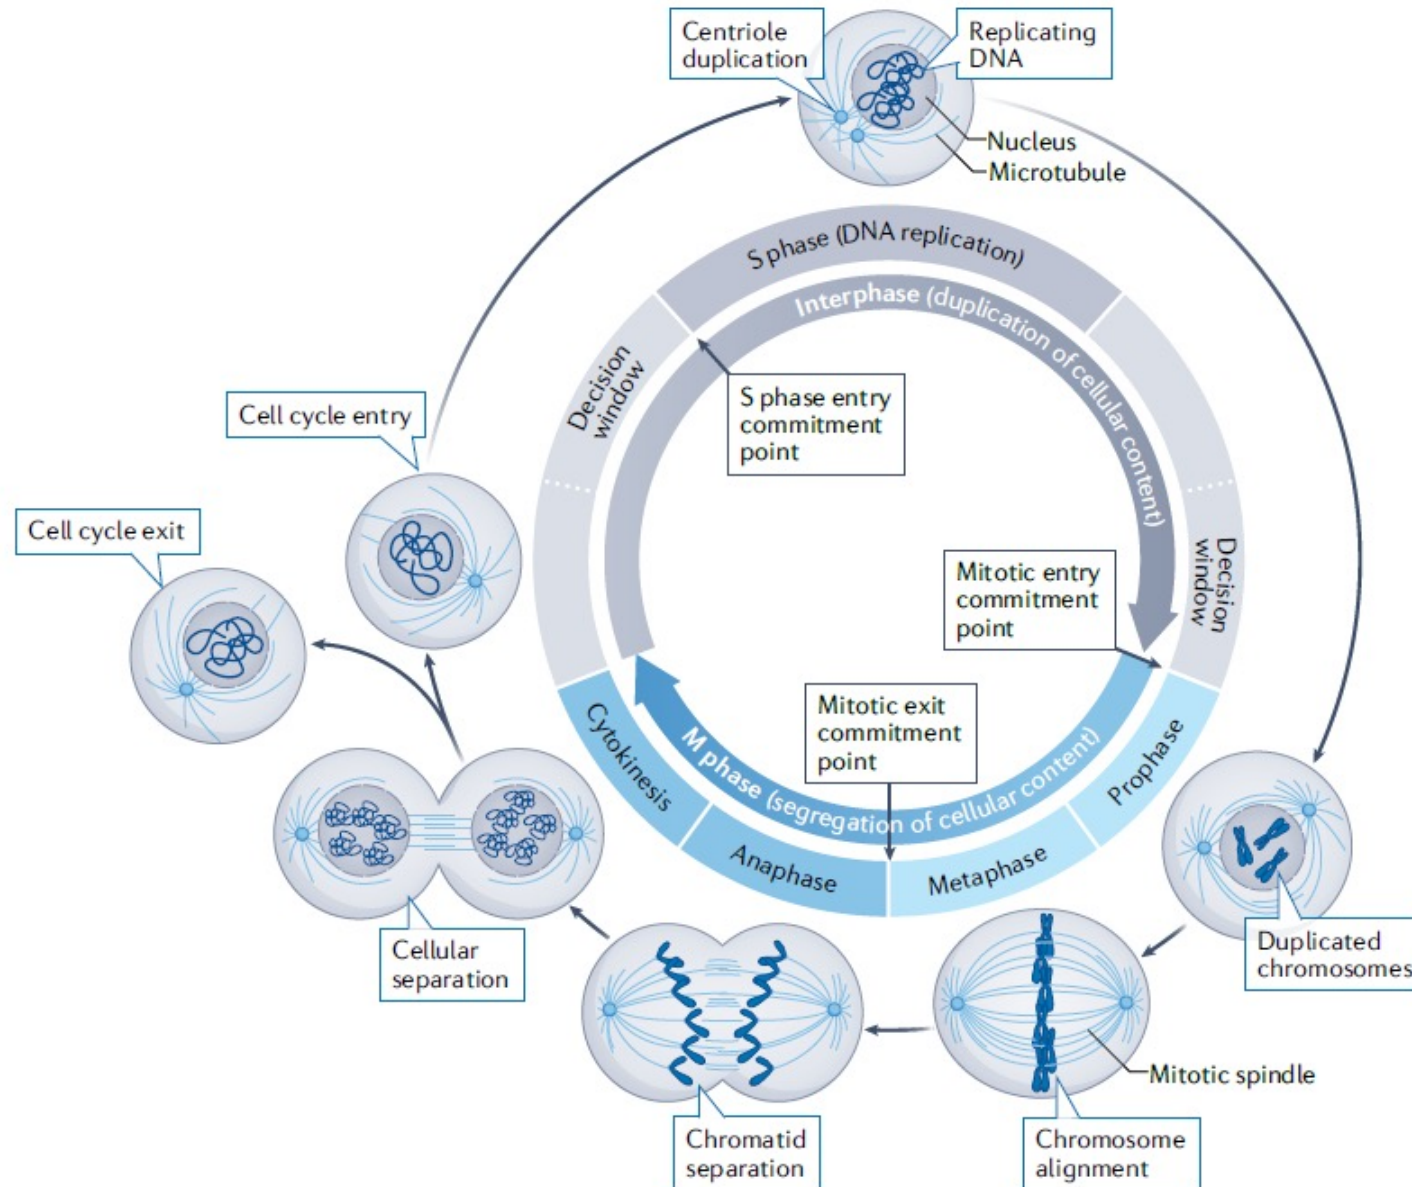 Centriole
duplication
Replicating
DNA
Nucleus
Microtubule
S phase (DNA replication)
Interphase (duplication of cellular content)
Decision
window
S phase entry
commitment
point
Cell cycle entry
Cell cycle exit
Decision
window
Mitotic entry
commitment
point
Mitotic exit
commitment
point
M phase (segregation of cellular content)
Cytokinesis
Anaphase
Metaphase
Prophase
Cellular
separation
Duplicated
chromosomes
Mitotic spindle
Chromatid
separation
Chromosome
alignment